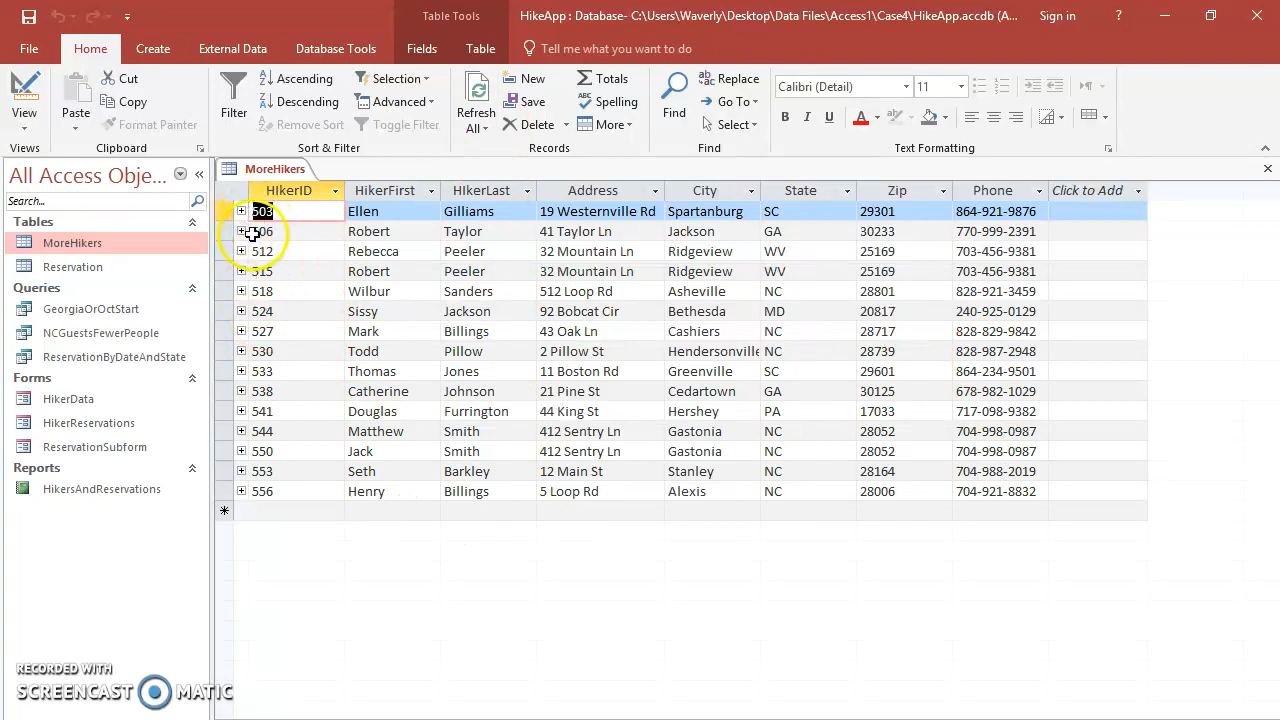 Table Tools
HikeApp : Database- C:\Users\Waverly\Desktop\Data Files\Access1\Case4\HikeApp.accdb (A...
Sign in
?
File Home Create External Data Database Tools Fields Table Tell me what you want to do
View
Views
Paste
Cut
Copy
Format Painter
Clipboard
Filter
Ascending
Descending
Remove Sort
Selection
Advanced
Toggle Filter
Sort & Filter
Refresh
All
New
Save
Delete
Totals
Spelling
More
Records
Find
Replace
Go To
Select
Find
Calibri (Detail) 11
B I U A
Text Formatting
All Access Obje...
Search...
Tables
MoreHikers
Reservation
Queries
GeorgiaOrOctStart
NCGuestsFewerPeople
ReservationByDateAndState
Forms
HikerData
HikerReservations
ReservationSubform
Reports
HikersAndReservations
MoreHikers
HikerID HikerFirst HikerLast Address City State Zip Phone Click to Add
503 Ellen Gilliams 19 Westernville Rd Spartanburg SC 29301 864-921-9876
506 Robert Taylor 41 Taylor Ln Jackson GA 30233 770-999-2391
512 Rebecca Peeler 32 Mountain Ln Ridgeview WV 25169 703-456-9381
515 Robert Peeler 32 Mountain Ln Ridgeview WV 25169 703-456-9381
518 Wilbur Sanders 512 Loop Rd Asheville NC 28801 828-921-3459
524 Sissy Jackson 92 Bobcat Cir Bethesda MD 20817 240-925-0129
527 Mark Billings 43 Oak Ln Cashiers NC 28717 828-829-9842
530 Todd Pillow 2 Pillow St Hendersonville NC 28739 828-987-2948
533 Thomas Jones 11 Boston Rd Greenville SC 29601 864-234-9501
538 Catherine Johnson 21 Pine St Cedartown GA 30125 678-982-1029
541 Douglas Furrington 44 King St Hershey PA 17033 717-098-9382
544 Matthew Smith 412 Sentry Ln Gastonia NC 28052 704-998-0987
550 Jack Smith 412 Sentry Ln Gastonia NC 28052 704-998-0987
553 Seth Barkley 12 Main St Stanley NC 28164 704-988-2019
556 Henry Billings 5 Loop Rd Alexis NC 28006 704-921-8832
RECORDED WITH
SCREENCAST MATIC